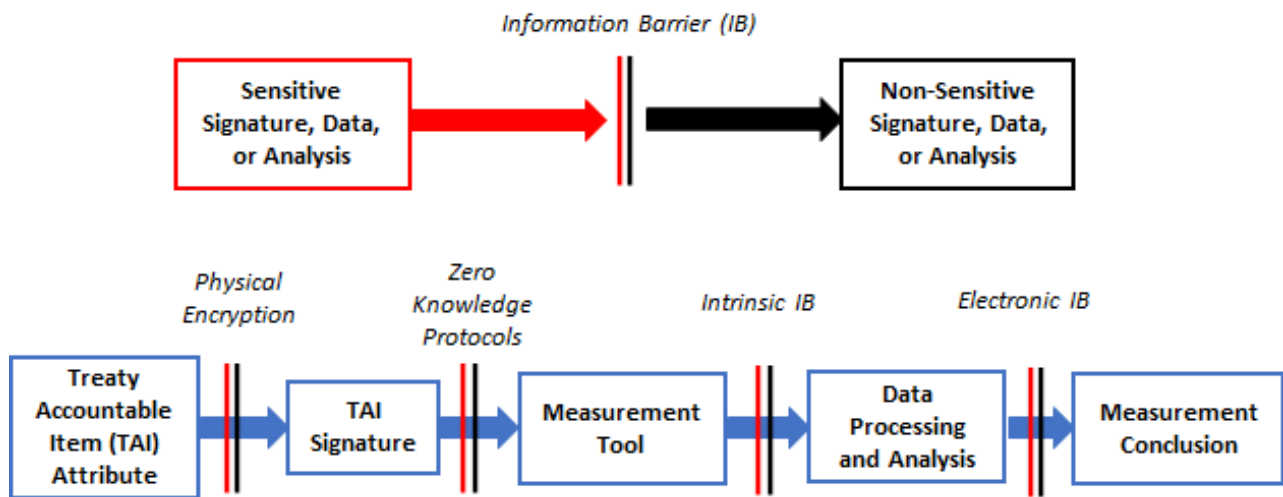 Information Barrier (IB)
Sensitive
Signature, Data,
or Analysis
Non-Sensitive
Signature, Data,
or Analysis
Physical
Encryption
Zero
Knowledge
Protocols
Intrinsic IB
Electronic IB
Treaty
Accountable
Item (TAI)
Attribute
TAI
Signature
Measurement
Tool
Data
Processing
and Analysis
Measurement
Conclusion